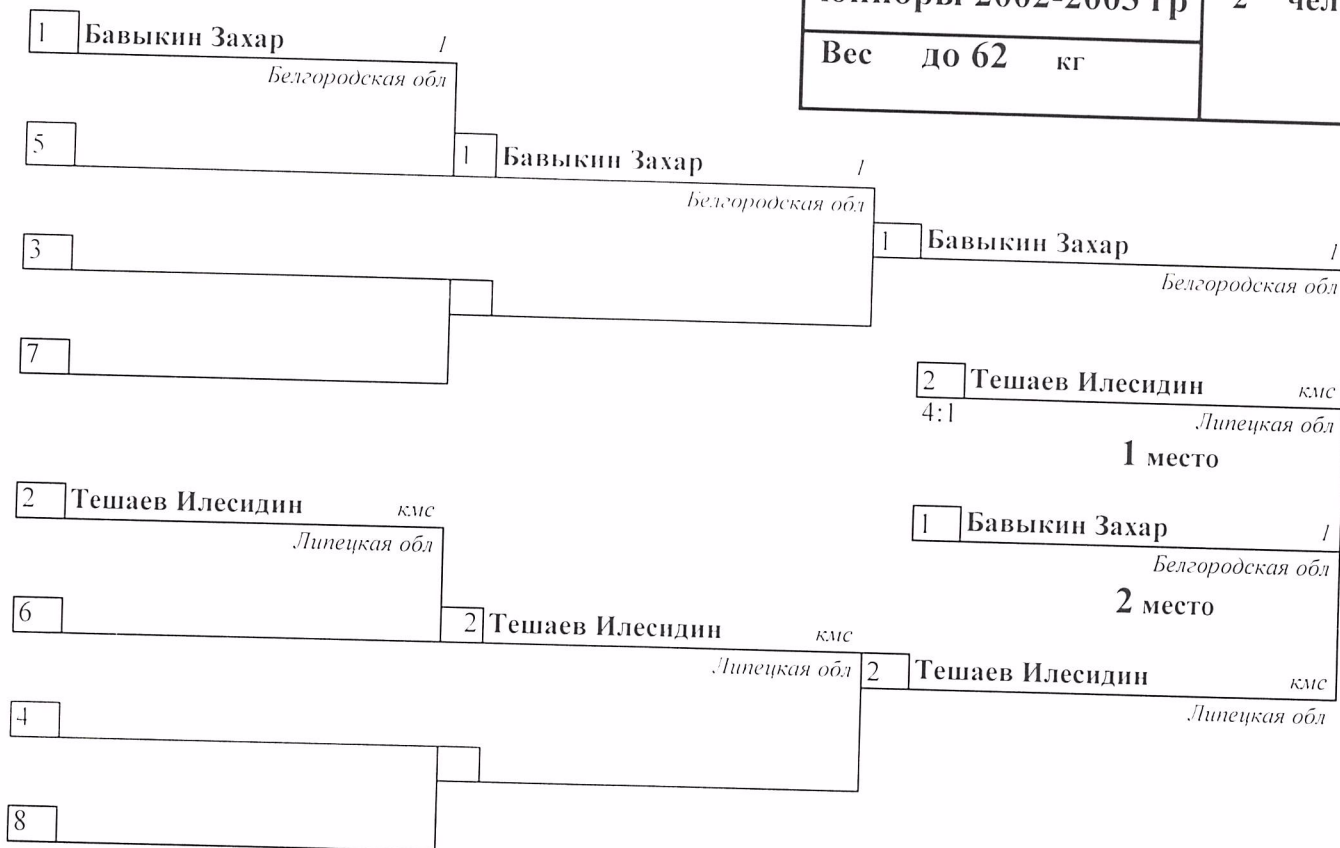 юниоры 2002-2003 гр 2 чел
Вес до 62 кг
1 Бавыкин Захар 1
Белгородская обл
5
1 Бавыкин Захар 1
Белгородская обл
3
1 Бавыкин Захар 1
Белгородская обл
7
2 Тешаев Илесидин кмс
4:1 Липецкая обл
1 место
2 Тешаев Илесидин кмс
Липецкая обл
1 Бавыкин Захар 1
Белгородская обл
2 место
6
2 Тешаев Илесидин кмс
Липецкая обл
2 Тешаев Илесидин кмс
Липецкая обл
4
8